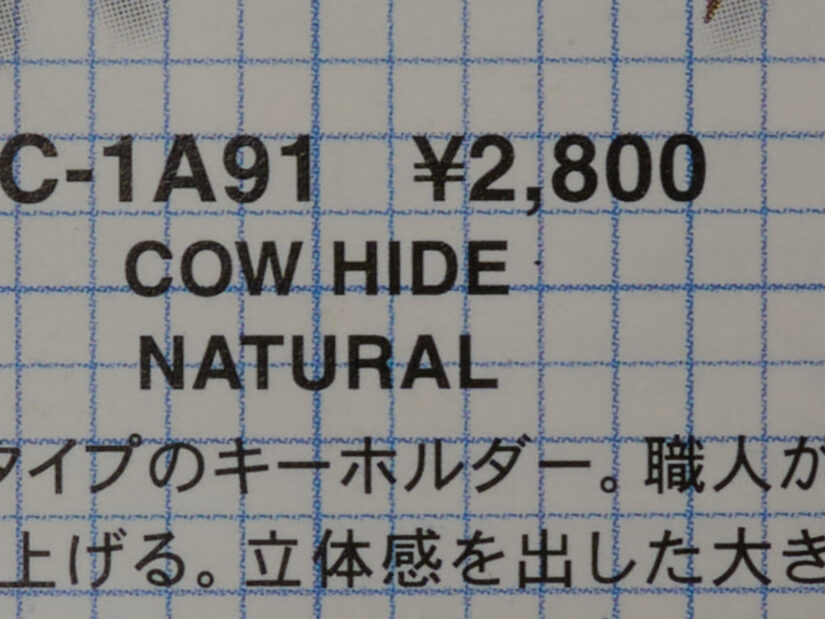 C-1A91 ¥2,800
COW HIDE
NATURAL
タイプのキーホルダー。職人が
上げる。立体感を出した大き